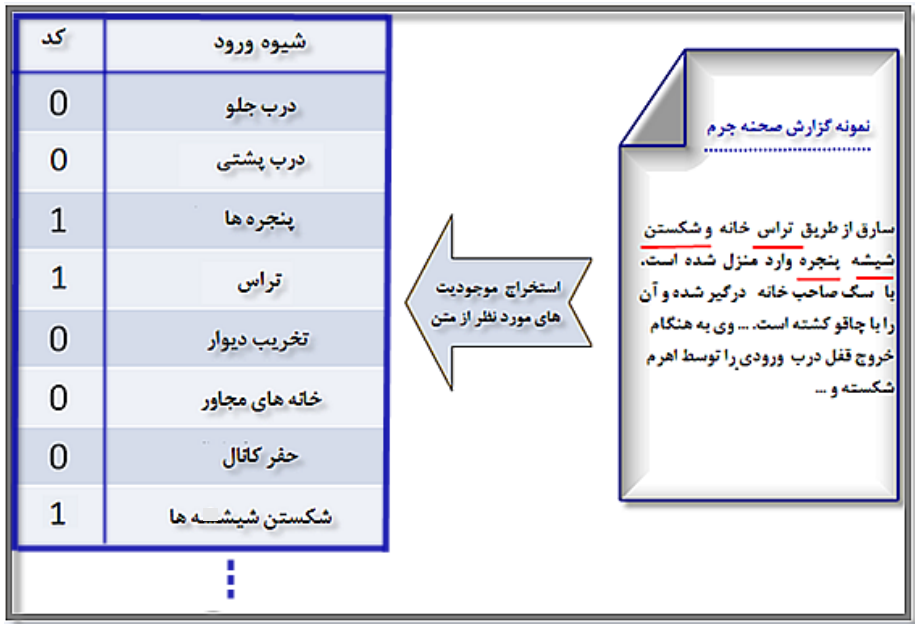 نمونه گزارش صحنه جرم
سارق از طریق تراس خانه و شکستن
شیشه پنجره وارد منزل شده است،
با سگ صاحب خانه درگیر شده و آن
را با چاقو کشته است. ... وی به هنگام
خروج قفل درب ورودی را توسط اهرم
شکسته و ...
استخراج موجودیت
های مورد نظر از متن
شیوه ورود کد
درب جلو 0
درب پشتی 0
پنجره ها 1
تراس 1
تخریب دیوار 0
خانه های مجاور 0
حفر کانال 0
شکستن شیشه ها 1